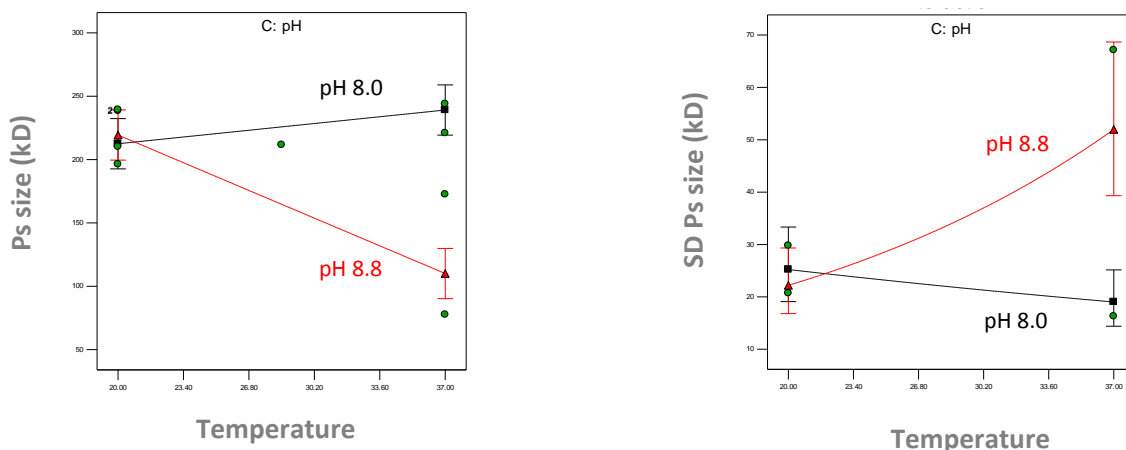 C: pH
300
250
200
150
100
50
2
pH 8.0
pH 8.8
Ps size (kD)
20.00 23.40 26.80 30.20 33.60 37.00
Temperature
C: pH
70
60
50
40
30
20
10
pH 8.8
pH 8.0
SD Ps size (kD)
20.00 23.40 26.80 30.20 33.60 37.00
Temperature